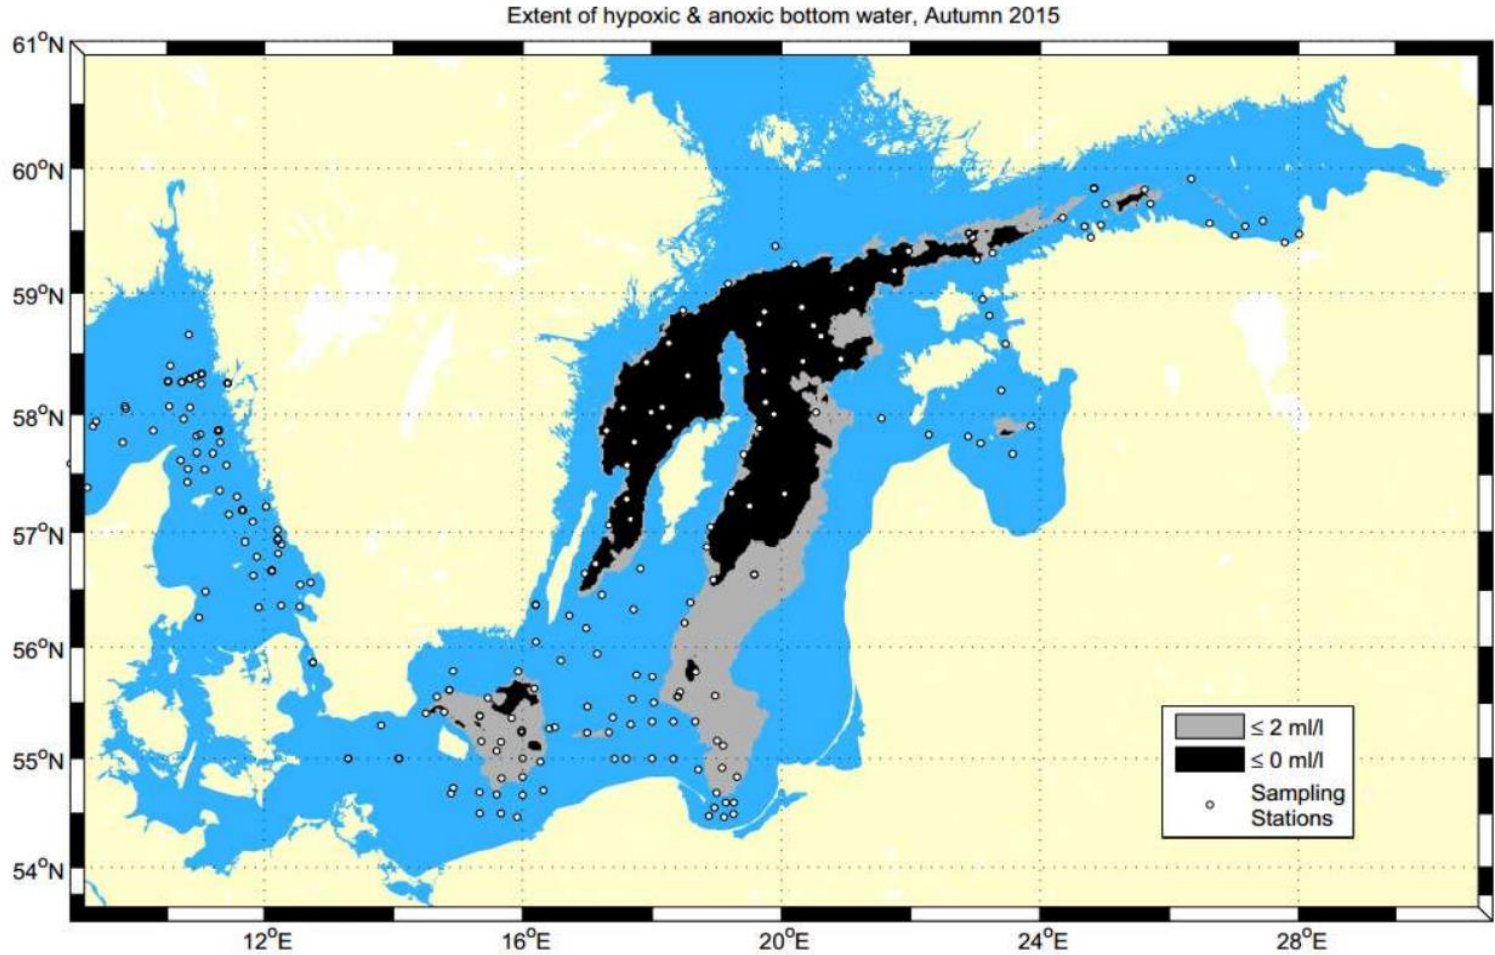 Extent of hypoxic & anoxic bottom water, Autumn 2015
61°N
60°N
59°N
58°N
57°N
56°N
55°N
54°N
≤ 2 ml/l
≤ 0 ml/l
Sampling
Stations
12°E
16°E
20°E
24°E
28°E